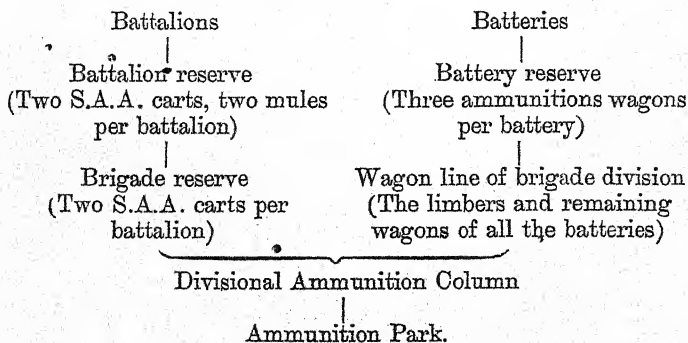 Battalions
Battalion reserve
(Two S.A.A. carts, two mules
per battalion)
Brigade reserve
(Two S.A.A. carts per
battalion)
Batteries
Battery reserve
(Three ammunitions wagons
per battery)
Wagon line of brigade division
(The limbers and remaining
wagons of all the batteries)
Divisional Ammunition Column
Ammunition Park.